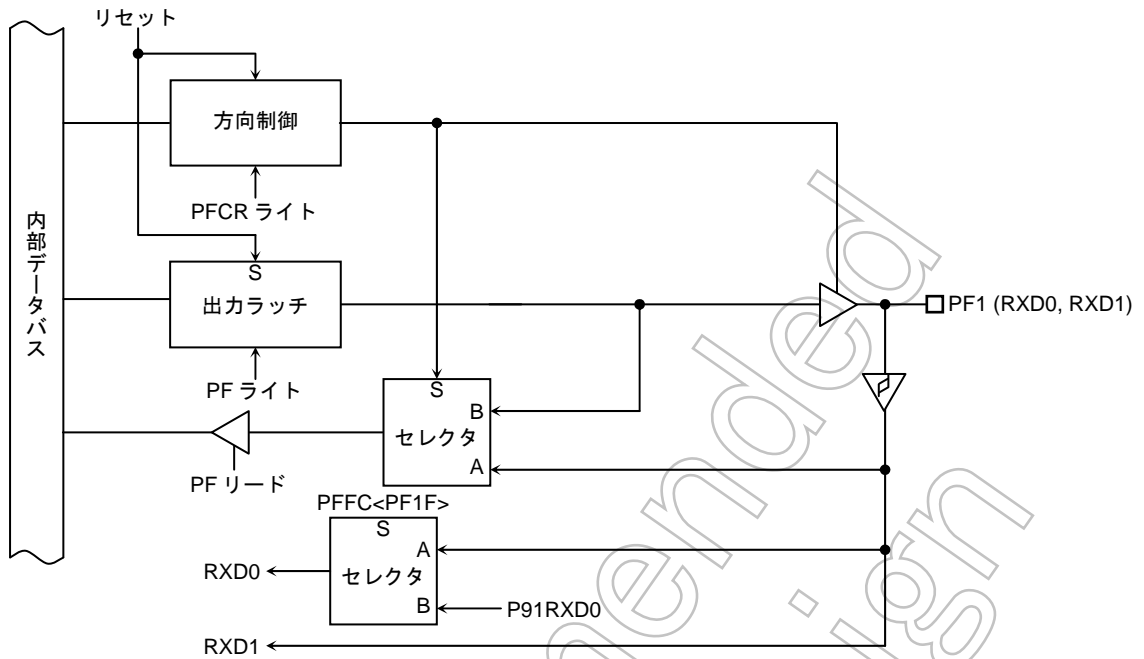 リセット
方向制御
PFCR ライト
内部データバス
S
出力ラッチ
PF ライト
PF1 (RXD0, RXD1)
S
B
セレクタ
A
PF リード
PFFC<PF1F>
S
A
セレクタ
B
RXD0
P91RXD0
RXD1
mended
ign